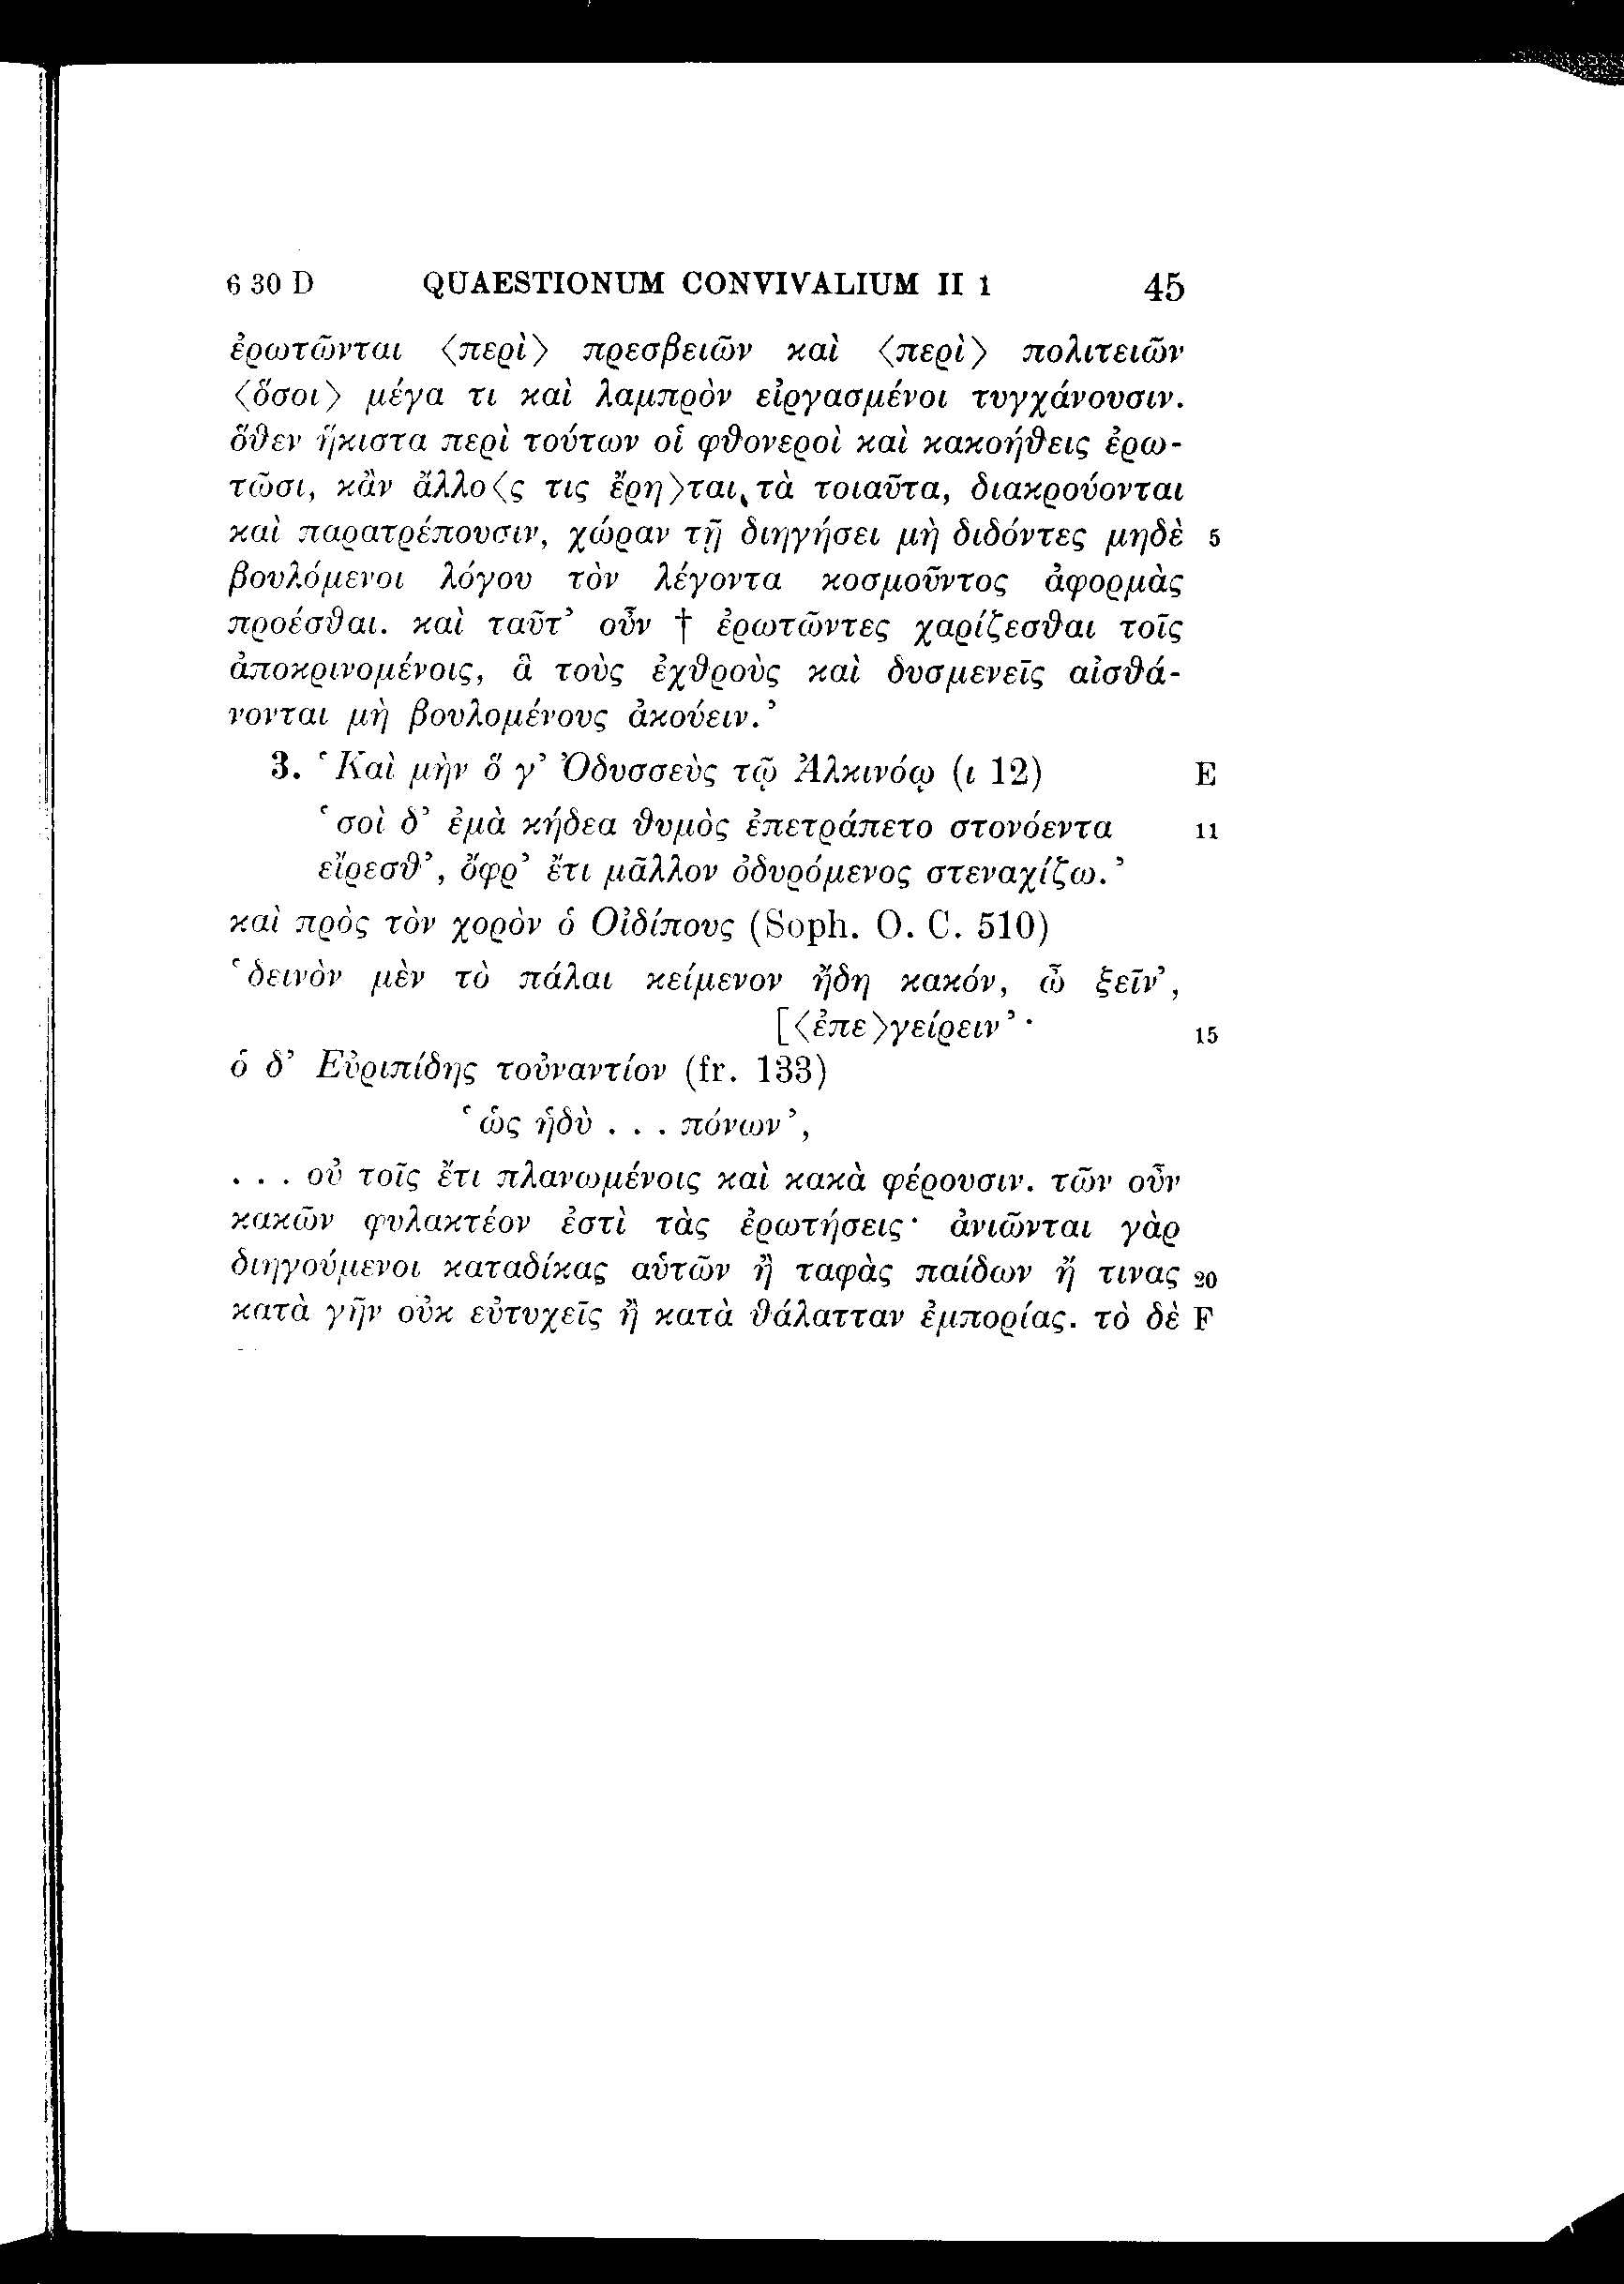 6 30 D QUAESTIONUM CONVIVALIUM II 1 45
ἐρωτῶνται ⟨περὶ⟩ πρεσβειῶν καὶ ⟨περὶ⟩ πολιτειῶν
⟨ὅσοι⟩ μέγα τι καὶ λαμπρὸν εἰργασμένοι τυγχάνουσιν.
ὅθεν ἥκιστα περὶ τούτων οἱ φθονεροὶ καὶ κακοήθεις ἐρω-
τῶσι, κἂν ἄλλο⟨ς τις ἔρη⟩ται τὰ τοιαῦτα, διακρούονται
καὶ παρατρέπουσιν, χώραν τῇ διηγήσει μὴ διδόντες μηδὲ 5
βουλόμενοι λόγου τὸν λέγοντα κοσμοῦντος ἀφορμὰς
προέσθαι. καὶ ταῦτ’ οὖν † ἐρωτῶντες χαρίζεσθαι τοῖς
ἀποκρινομένοις, ἃ τοὺς ἐχθροὺς καὶ δυσμενεῖς αἰσθά-
νονται μὴ βουλομένους ἀκούειν.’
3. ‘Καὶ μὴν ὅ γ’ Ὀδυσσεὺς τῷ Ἀλκινόῳ (ι 12) E
‘σοὶ δ’ ἐμὰ κήδεα θυμὸς ἐπετράπετο στονόεντα 11
εἴρεσθ’, ὄφρ’ ἔτι μᾶλλον ὀδυρόμενος στεναχίζω.’
καὶ πρὸς τὸν χορὸν ὁ Οἰδίπους (Soph. O. C. 510)
‘δεινὸν μὲν τὸ πάλαι κείμενον ἤδη κακόν, ὦ ξεῖν’,
[⟨ἐπε⟩γείρειν’· 15
ὁ δ’ Εὐριπίδης τοὐναντίον (fr. 133)
‘ὡς ἡδὺ . . . πόνων’,
. . . οὐ τοῖς ἔτι πλανωμένοις καὶ κακὰ φέρουσιν. τῶν οὖν
κακῶν φυλακτέον ἐστὶ τὰς ἐρωτήσεις· ἀνιῶνται γὰρ
διηγούμενοι καταδίκας αὑτῶν ἢ ταφὰς παίδων ἤ τινας 20
κατὰ γῆν οὐκ εὐτυχεῖς ἢ κατὰ θάλατταν ἐμπορίας. τὸ δὲ F